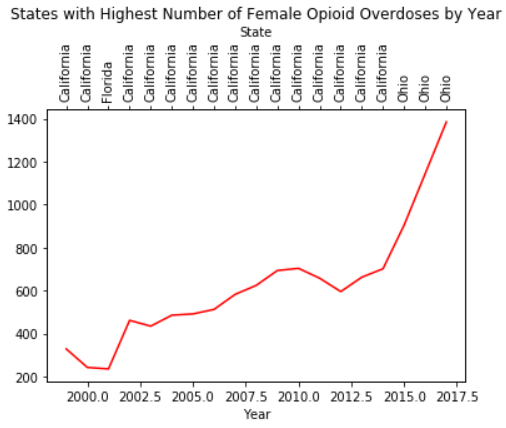 States with Highest Number of Female Opioid Overdoses by Year
State
California
California
Florida
California
California
California
California
California
California
California
California
California
California
California
California
California
Ohio
Ohio
Ohio
1400
1200
1000
800
600
400
200
2000.0 2002.5 2005.0 2007.5 2010.0 2012.5 2015.0 2017.5
Year